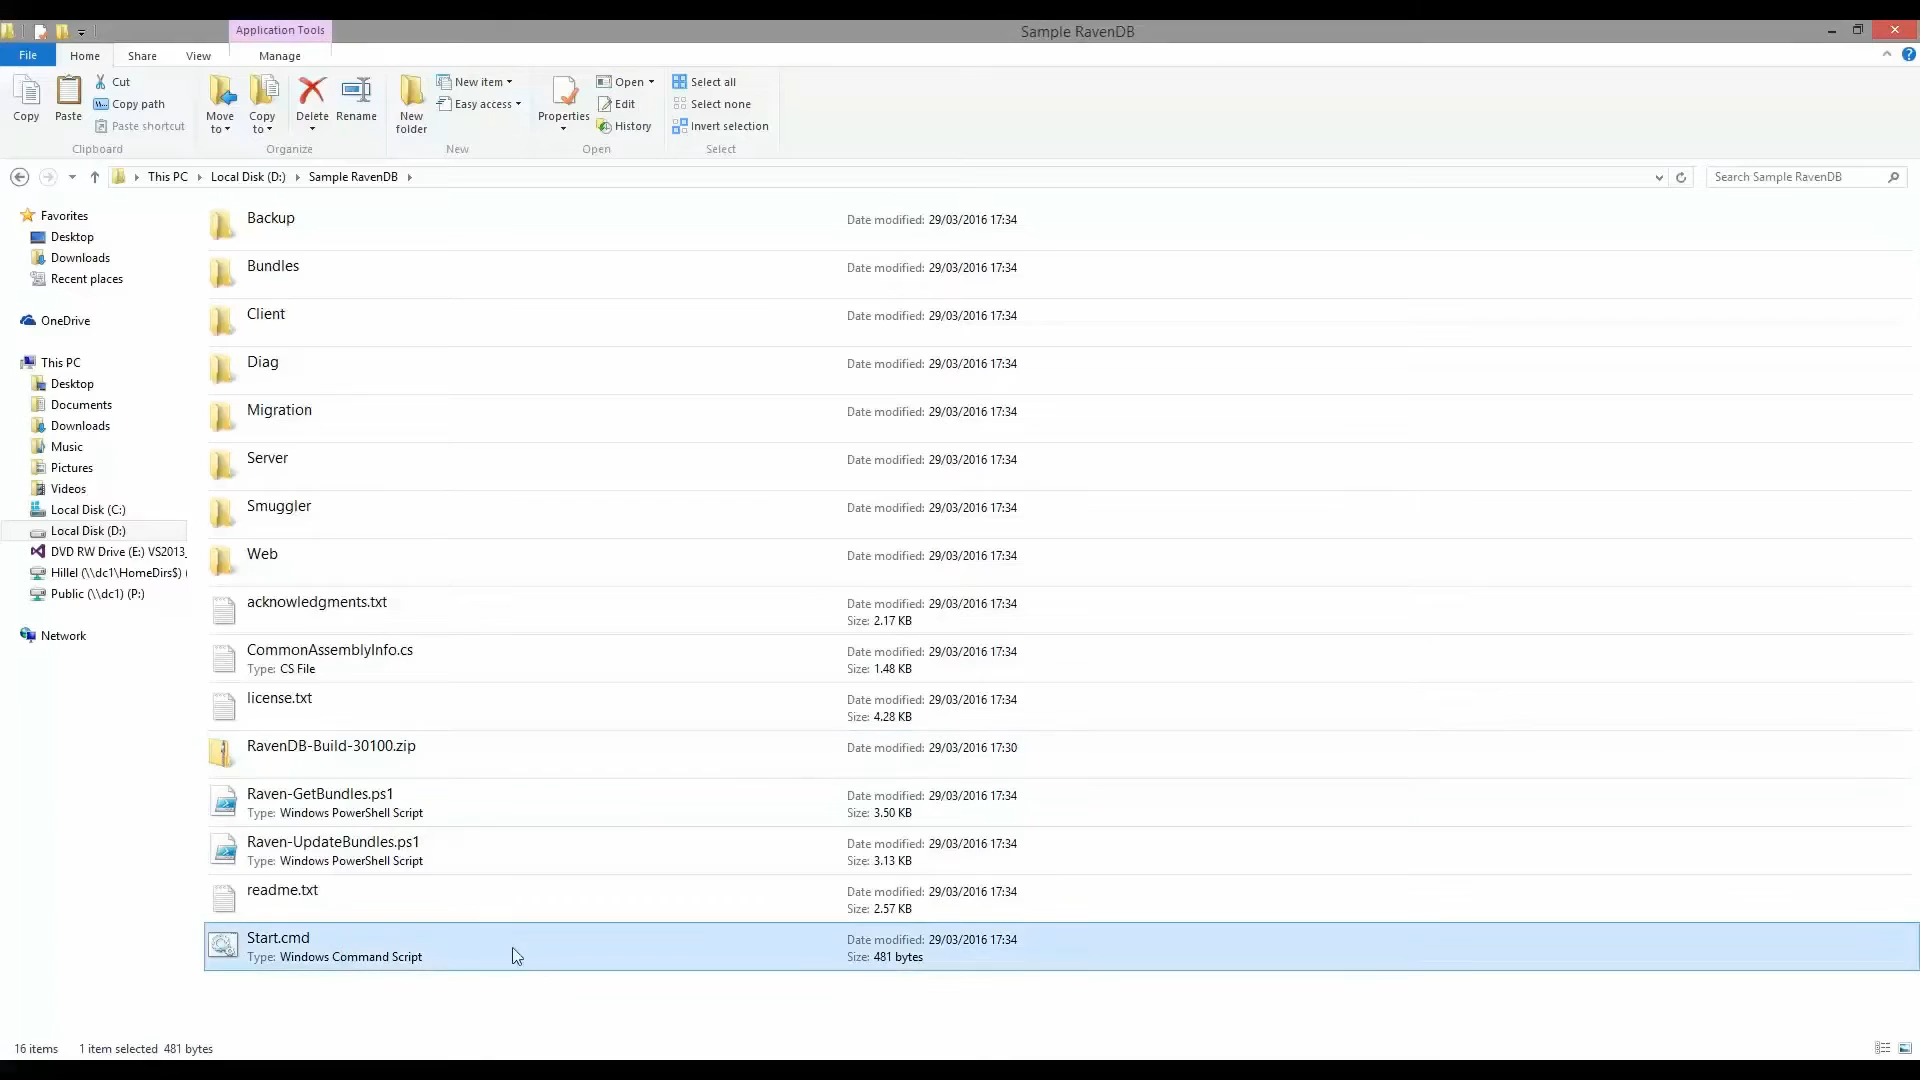 Application Tools
Sample RavenDB
File
Home
Share
View
Manage
Copy
Paste
Cut
Copy path
Paste shortcut
Clipboard
Move to
Copy to
Delete
Rename
Organize
New folder
New item
Easy access
New
Properties
Open
Edit
History
Open
Select all
Select none
Invert selection
Select
This PC
Local Disk (D:)
Sample RavenDB
Search Sample RavenDB
Favorites
Desktop
Downloads
Recent places
OneDrive
This PC
Desktop
Documents
Downloads
Music
Pictures
Videos
Local Disk (C:)
Local Disk (D:)
DVD RW Drive (E:) VS2013_
Hillel (\\dc1\HomeDirs$) (
Public (\\dc1) (P:)
Network
Backup
Date modified: 29/03/2016 17:34
Bundles
Date modified: 29/03/2016 17:34
Client
Date modified: 29/03/2016 17:34
Diag
Date modified: 29/03/2016 17:34
Migration
Date modified: 29/03/2016 17:34
Server
Date modified: 29/03/2016 17:34
Smuggler
Date modified: 29/03/2016 17:34
Web
Date modified: 29/03/2016 17:34
acknowledgments.txt
Date modified: 29/03/2016 17:34
Size: 2.17 KB
CommonAssemblyInfo.cs
Type: CS File
Date modified: 29/03/2016 17:34
Size: 1.48 KB
license.txt
Date modified: 29/03/2016 17:34
Size: 4.28 KB
RavenDB-Build-30100.zip
Date modified: 29/03/2016 17:30
Raven-GetBundles.ps1
Type: Windows PowerShell Script
Date modified: 29/03/2016 17:34
Size: 3.50 KB
Raven-UpdateBundles.ps1
Type: Windows PowerShell Script
Date modified: 29/03/2016 17:34
Size: 3.13 KB
readme.txt
Date modified: 29/03/2016 17:34
Size: 2.57 KB
Start.cmd
Type: Windows Command Script
Date modified: 29/03/2016 17:34
Size: 481 bytes
16 items
1 item selected 481 bytes